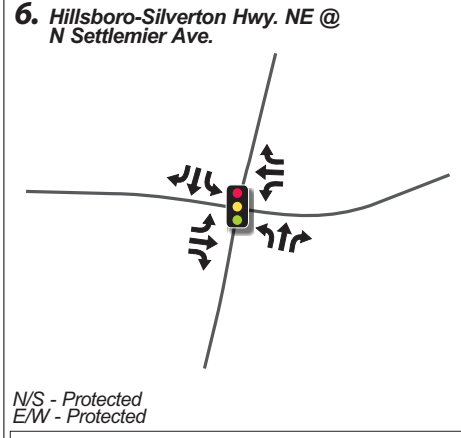 6. Hillsboro-Silverton Hwy. NE @
N Settlemier Ave.
N/S - Protected
E/W - Protected